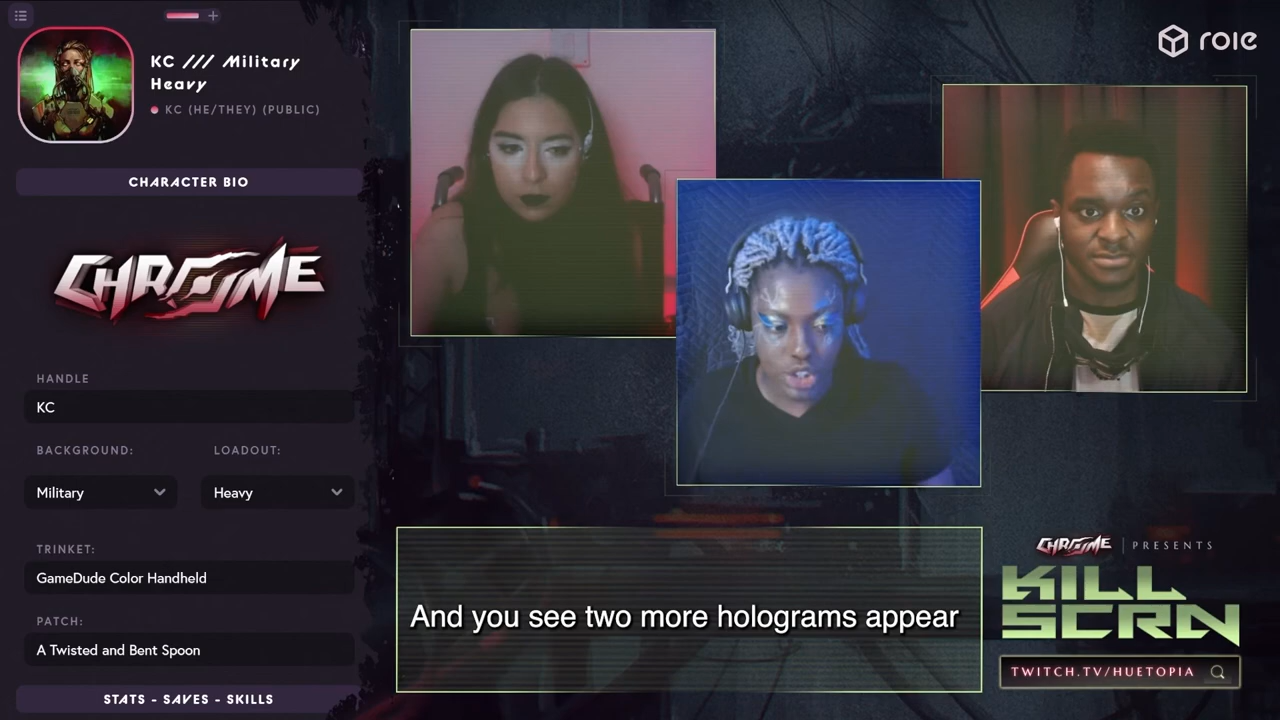 KC /// Military
Heavy
KC (HE/THEY) (PUBLIC)
CHARACTER BIO
CHROME
HANDLE
KC
BACKGROUND:
LOADOUT:
Military
Heavy
TRINKET:
GameDude Color Handheld
PATCH:
A Twisted and Bent Spoon
STATS - SAVES - SKILLS
role
And you see two more holograms appear
CHROME | PRESENTS
KILL
SCRN
TWITCH.TV/HUETOPIA